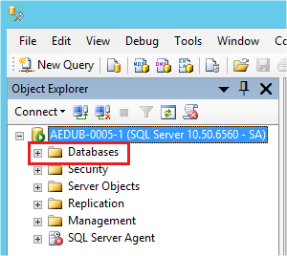 File Edit View Debug Tools Window Co
New Query
Object Explorer
Connect
AEDUB-0005-1 (SQL Server 10.50.6560 - SA)
Databases
Security
Server Objects
Replication
Management
SQL Server Agent